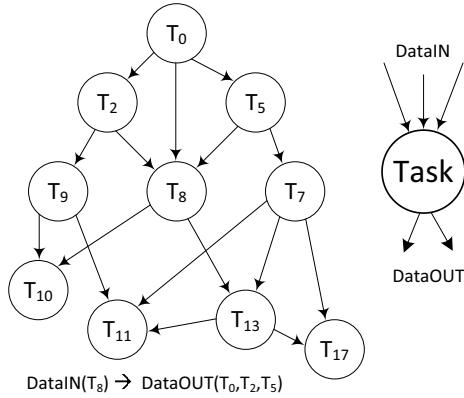 T0
DataIN
T2
T5
Task
T9
T8
T7
DataOUT
T10
T11
T13
T17
DataIN(T8) → DataOUT(T0,T2,T5)